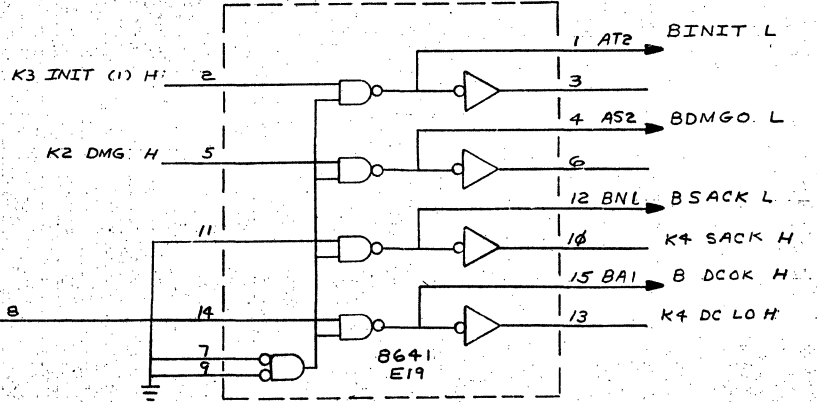 1 AT2 BINIT L
K3 INIT (1) H 2
3
4 AS2 BDMGO L
K2 DMG H 5
6
12 BN1 BSACK L
11
10 K4 SACK H
15 BA1 B DCOK H
8 14
13 K4 DC LO H
7
9
8641
E19